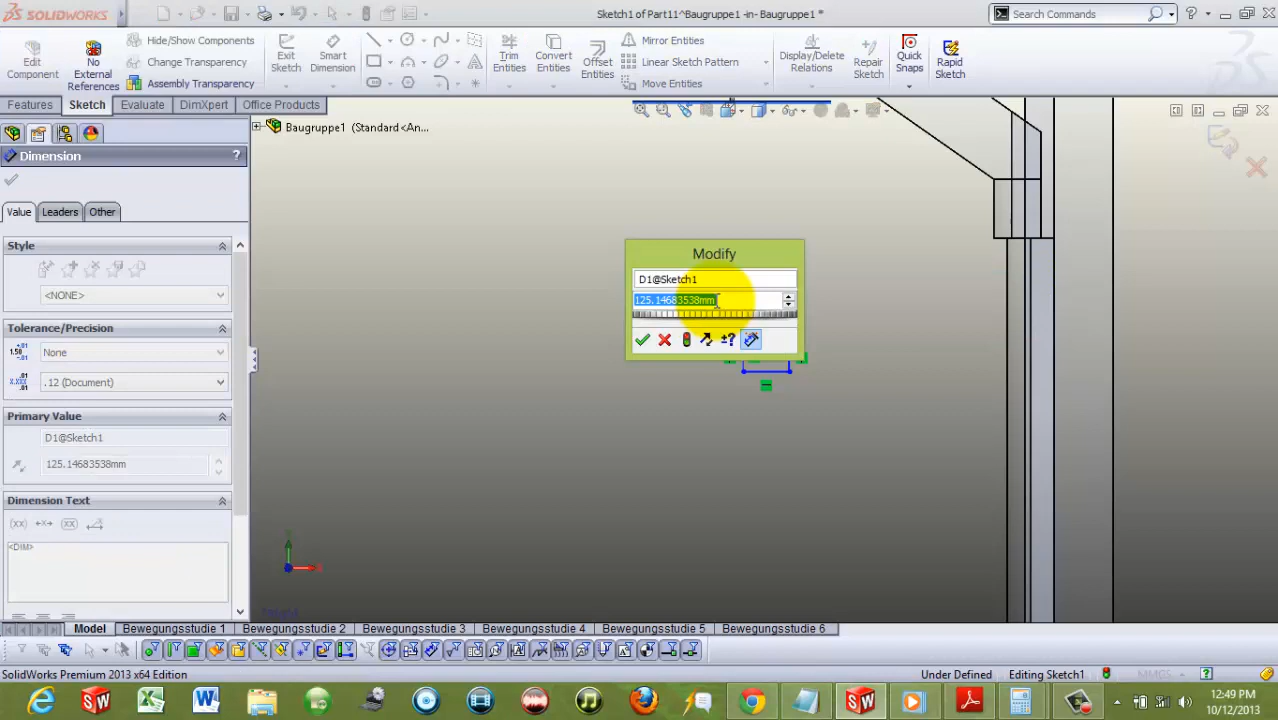 SOLIDWORKS
Sketch1 of Part11^Baugruppe1 -in- Baugruppe1 *
Search Commands
Edit Component
No External References
Hide/Show Components
Change Transparency
Assembly Transparency
Exit Sketch
Smart Dimension
Trim Entities
Convert Entities
Offset Entities
Mirror Entities
Linear Sketch Pattern
Move Entities
Display/Delete Relations
Repair Sketch
Quick Snaps
Rapid Sketch
Features
Sketch
Evaluate
DimXpert
Office Products
Baugruppe1 (Standard<An...
Dimension
?
Value
Leaders
Other
Style
<NONE>
Tolerance/Precision
None
.12 (Document)
Primary Value
D1@Sketch1
125.14683538mm
Dimension Text
<DIM>
Modify
D1@Sketch1
125.14683538mm
Model
Bewegungsstudie 1
Bewegungsstudie 2
Bewegungsstudie 3
Bewegungsstudie 4
Bewegungsstudie 5
Bewegungsstudie 6
SolidWorks Premium 2013 x64 Edition
Under Defined
Editing Sketch1
MMGS
12:49 PM
10/12/2013